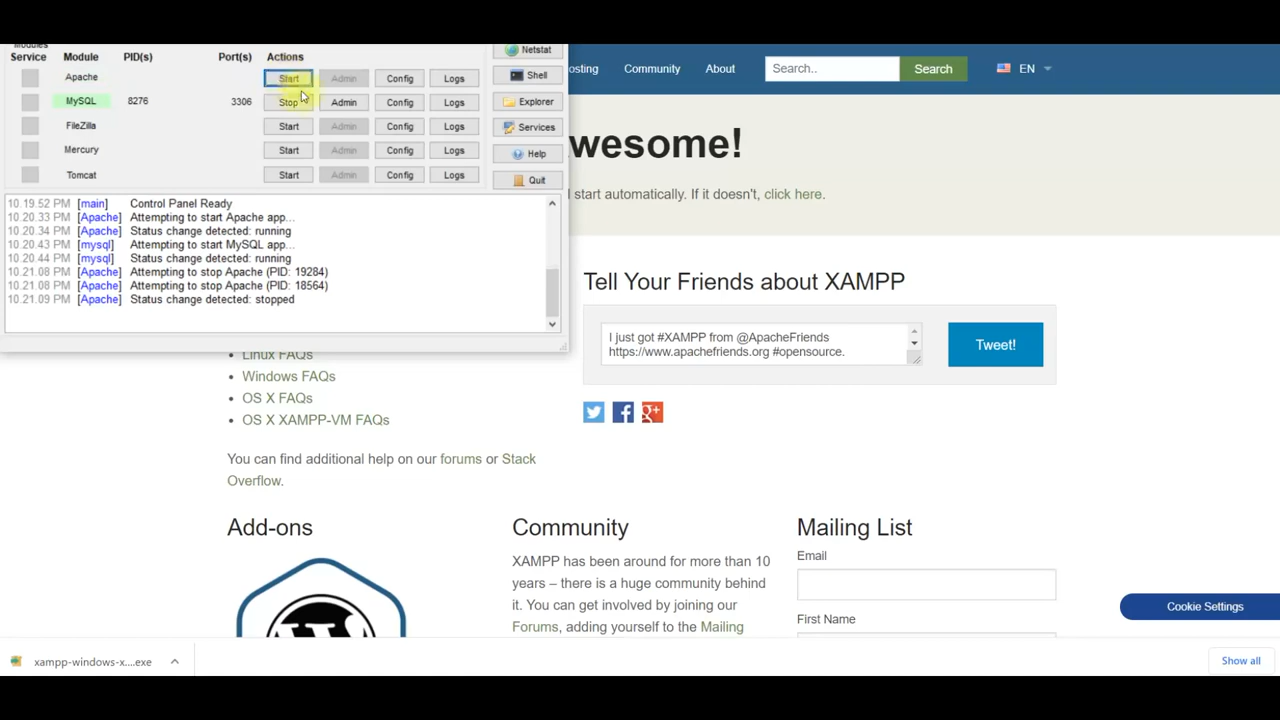 Modules
Service Module PID(s) Port(s) Actions
Apache Start Admin Config Logs
MySQL 8276 3306 Stop Admin Config Logs
FileZilla Start Admin Config Logs
Mercury Start Admin Config Logs
Tomcat Start Admin Config Logs
Netstat
Shell
Explorer
Services
Help
Quit
10.19.52 PM [main] Control Panel Ready
10.20.33 PM [Apache] Attempting to start Apache app...
10.20.34 PM [Apache] Status change detected: running
10.20.43 PM [mysql] Attempting to start MySQL app...
10.20.44 PM [mysql] Status change detected: running
10.21.08 PM [Apache] Attempting to stop Apache (PID: 19284)
10.21.08 PM [Apache] Attempting to stop Apache (PID: 18564)
10.21.09 PM [Apache] Status change detected: stopped
osting Community About Search.. Search EN
wesome!
start automatically. If it doesn't, click here.
Tell Your Friends about XAMPP
I just got #XAMPP from @ApacheFriends
https://www.apachefriends.org #opensource.
Tweet!
Linux FAQs
• Windows FAQs
• OS X FAQs
• OS X XAMPP-VM FAQs
You can find additional help on our forums or Stack
Overflow.
Add-ons
Community
XAMPP has been around for more than 10
years – there is a huge community behind
it. You can get involved by joining our
Forums, adding yourself to the Mailing
Mailing List
Email
First Name
Cookie Settings
xampp-windows-x....exe
Show all